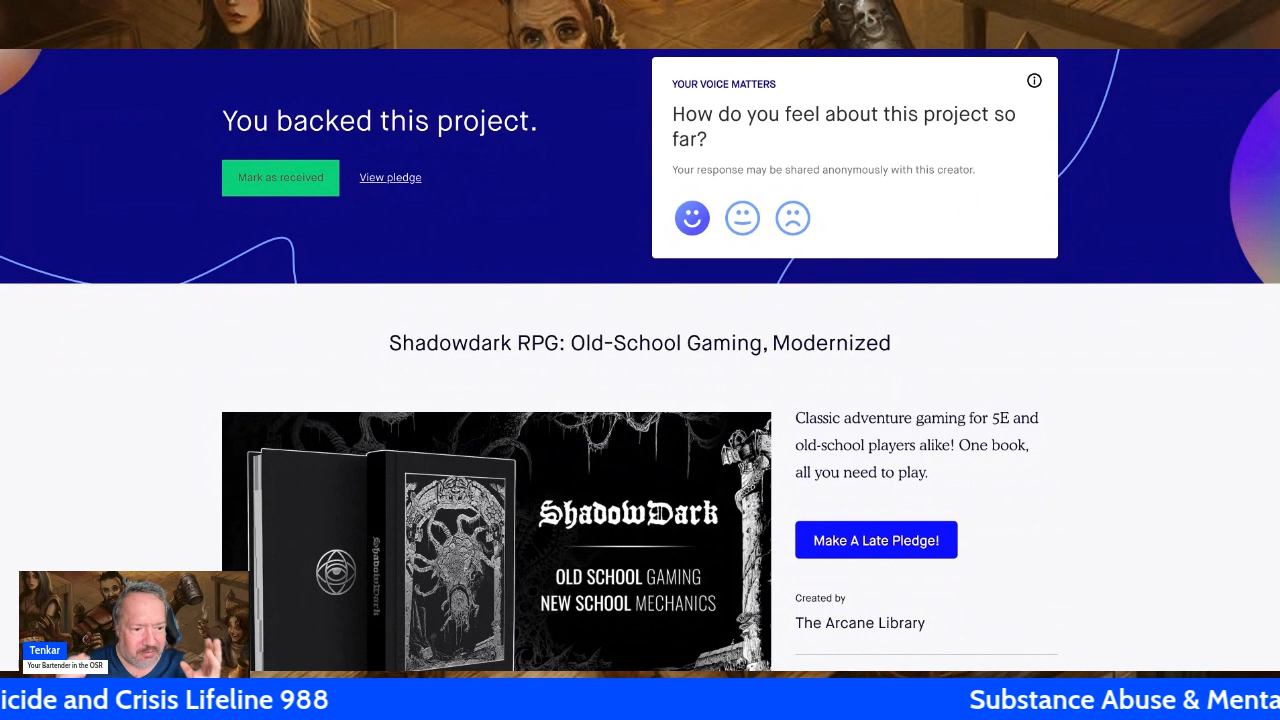 You backed this project.
Mark as received
View pledge
YOUR VOICE MATTERS
How do you feel about this project so
far?
Your response may be shared anonymously with this creator.
Shadowdark RPG: Old-School Gaming, Modernized
ShadowDark
OLD SCHOOL GAMING
NEW SCHOOL MECHANICS
ShadowDark
Classic adventure gaming for 5E and
old-school players alike! One book,
all you need to play.
Make A Late Pledge!
Created by
The Arcane Library
Tenkar
Your Bartender in the OSR
icide and Crisis Lifeline 988
Substance Abuse & Menta